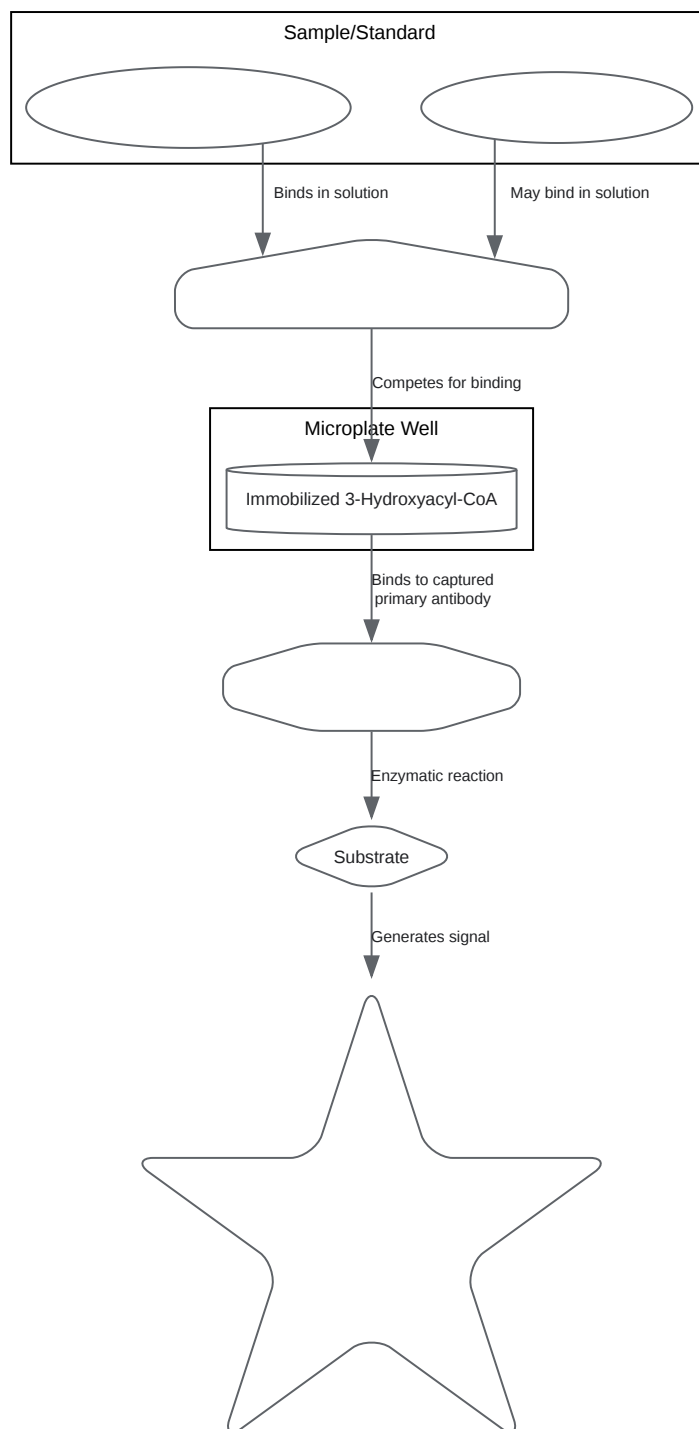 Sample/Standard
Binds in solution
May bind in solution
Competes for binding
Microplate Well
Immobilized 3-Hydroxyacyl-CoA
Binds to captured
primary antibody
Enzymatic reaction
Substrate
Generates signal